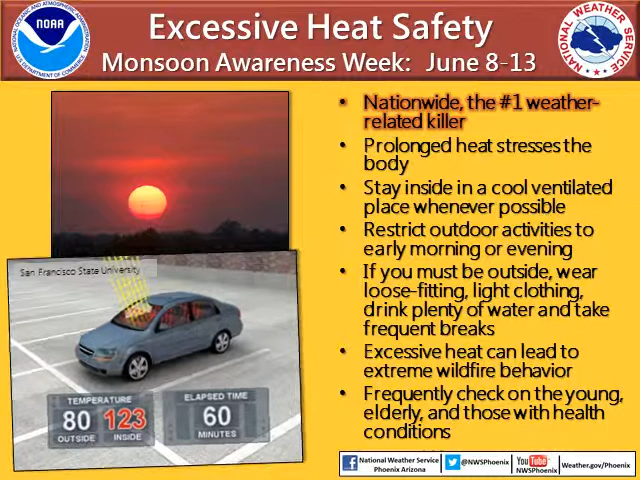 Excessive Heat Safety
Monsoon Awareness Week: June 8-13
NOAA
NATIONAL OCEANIC AND ATMOSPHERIC ADMINISTRATION
U.S. DEPARTMENT OF COMMERCE
NATIONAL WEATHER SERVICE
• Nationwide, the #1 weather-
related killer
• Prolonged heat stresses the
body
• Stay inside in a cool ventilated
place whenever possible
• Restrict outdoor activities to
early morning or evening
• If you must be outside, wear
loose-fitting, light clothing,
drink plenty of water and take
frequent breaks
• Excessive heat can lead to
extreme wildfire behavior
• Frequently check on the young,
elderly, and those with health
conditions
San Francisco State University
TEMPERATURE
80 123
OUTSIDE INSIDE
ELAPSED TIME
60
MINUTES
f National Weather Service
Phoenix Arizona
@NWSPhoenix
YouTube
NWSPhoenix
Weather.gov/Phoenix